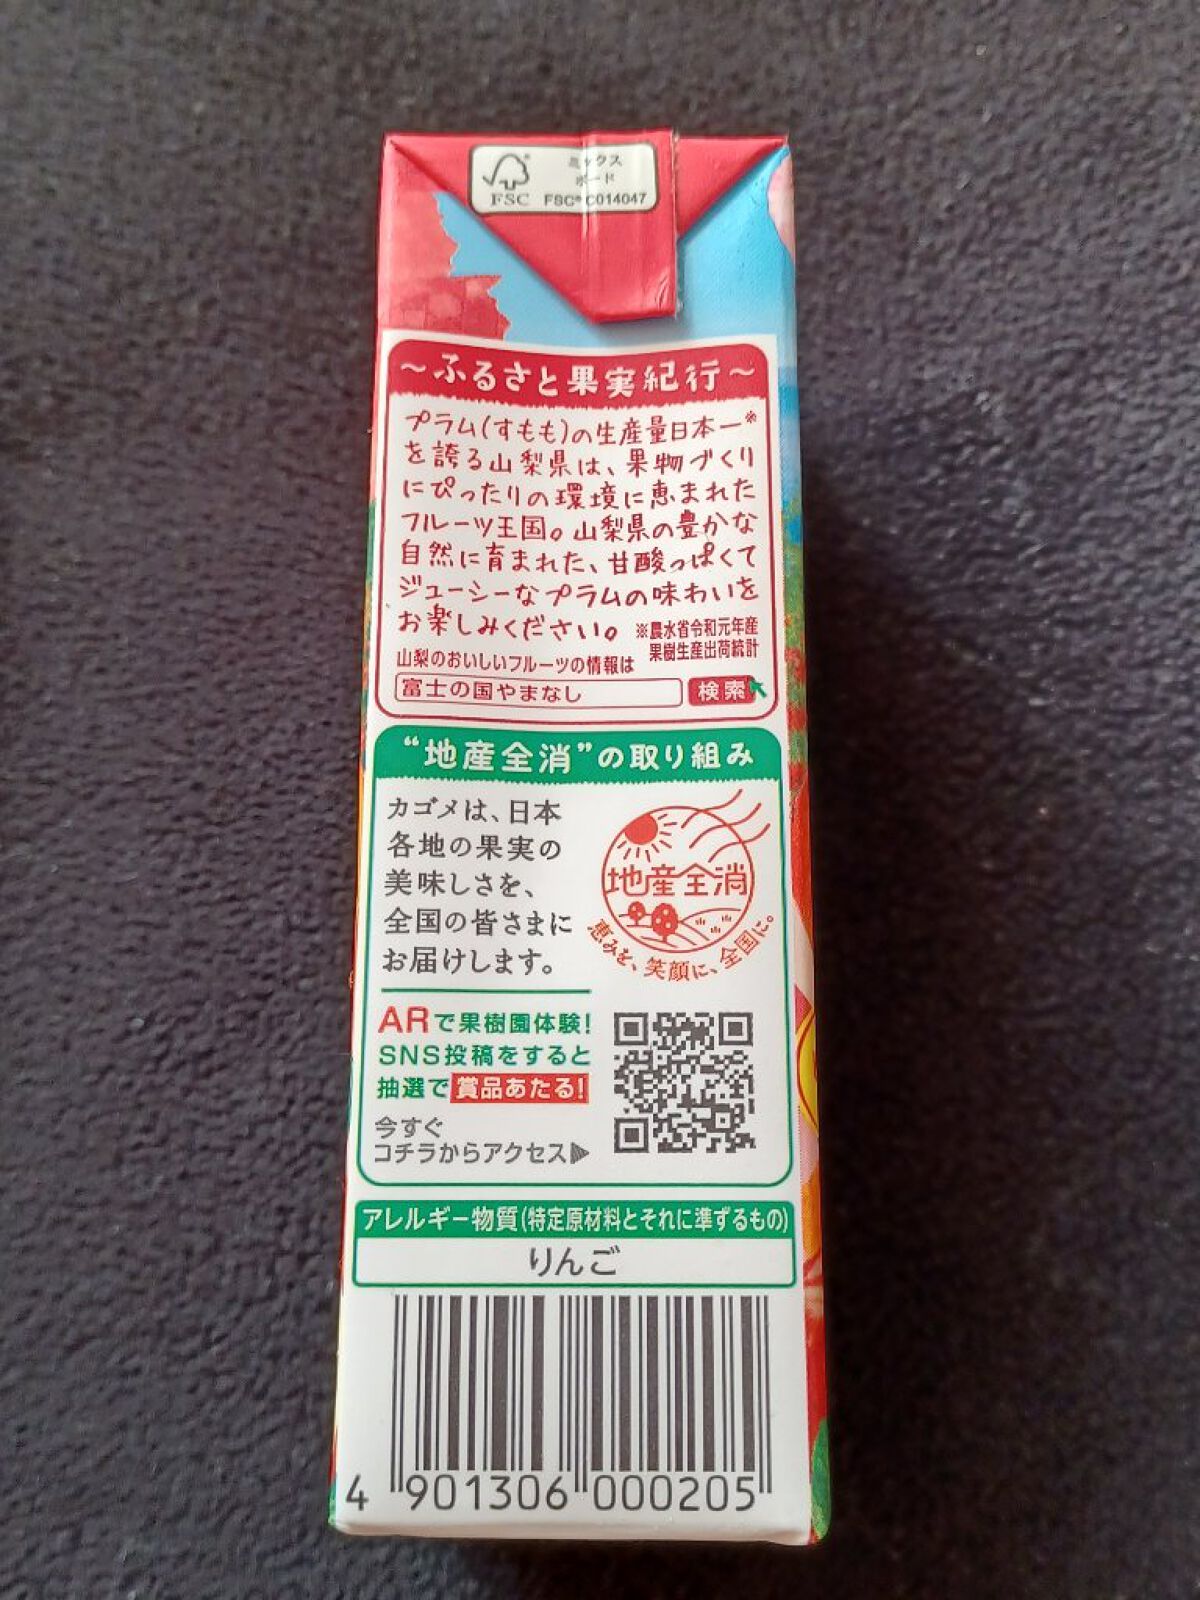 ミックス
ボード
FSC
FSC® C014047
～ふるさと果実紀行～
プラム(すもも)の生産量日本一※
を誇る山梨県は、果物づくり
にぴったりの環境に恵まれた
フルーツ王国。山梨県の豊かな
自然に育まれた、甘酸っぱくて
ジューシーなプラムの味わいを
お楽しみください。
※農水省令和元年産
果樹生産出荷統計
山梨のおいしいフルーツの情報は
富士の国やまなし 検索
“地産全消”の取り組み
カゴメは、日本
各地の果実の
美味しさを、
全国の皆さまに
お届けします。
地産全消
恵みを、笑顔に、全国に。
ARで果樹園体験!
SNS投稿をすると
抽選で賞品あたる!
今すぐ
コチラからアクセス▶
アレルギー物質(特定原材料とそれに準ずるもの)
りんご
4 901306 000205